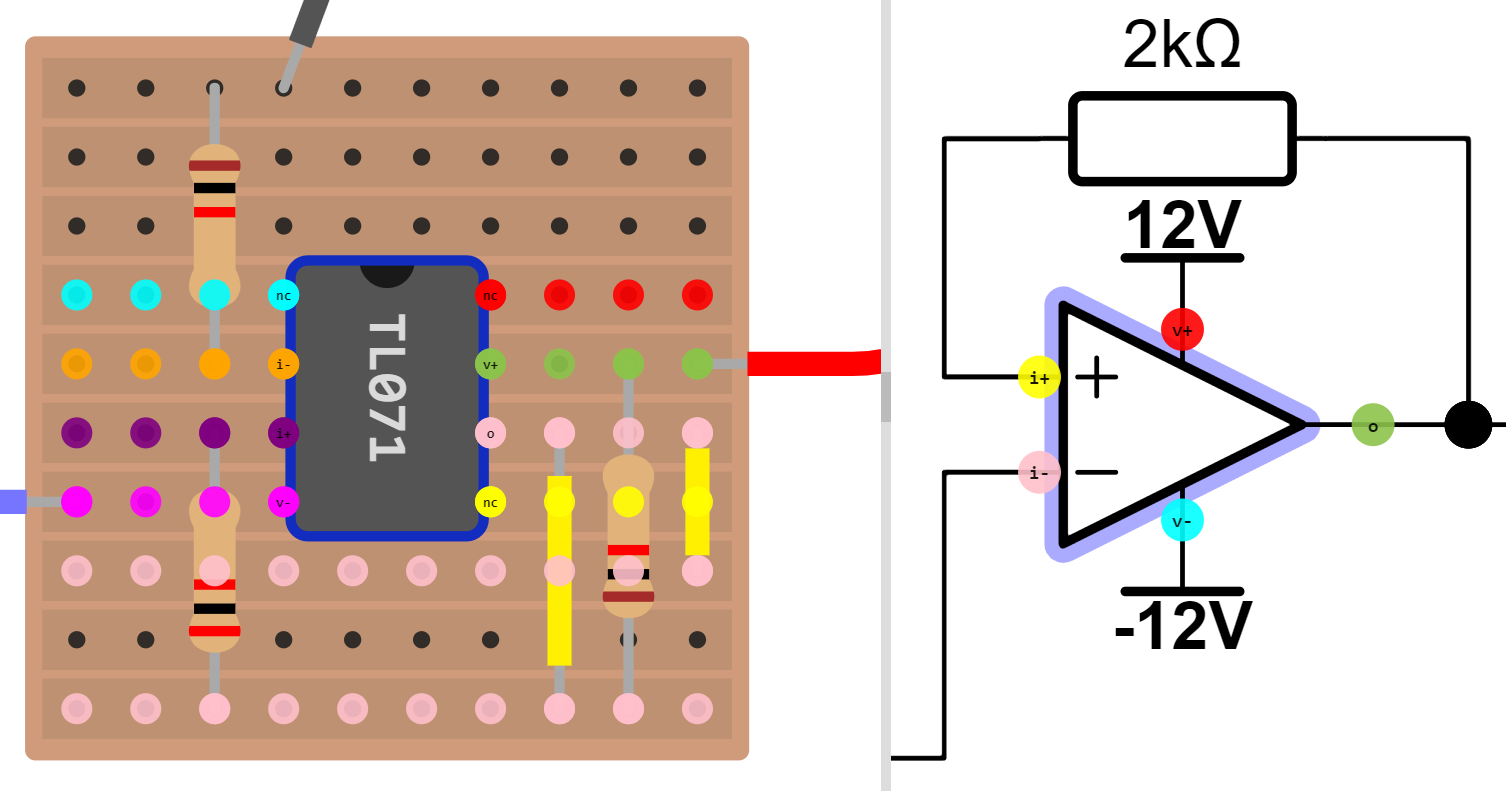 nc
nc
i-
v+
i+
o
v-
nc
TL071
2kΩ
12V
v+
i+
+
o
i-
−
v-
-12V